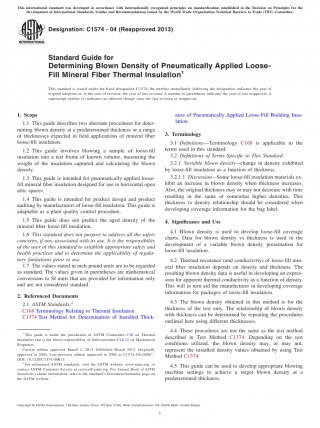 This international standard was developed in accordance with internationally recognized principles on standardization established in the Decision on Principles for the
Development of International Standards, Guides and Recommendations issued by the World Trade Organization Technical Barriers to Trade (TBT) Committee.
Designation: C1574 − 04 (Reapproved 2013)
Standard Guide for
Determining Blown Density of Pneumatically Applied Loose-
Fill Mineral Fiber Thermal Insulation1
This standard is issued under the fixed designation C1574; the number immediately following the designation indicates the year of
original adoption or, in the case of revision, the year of last revision. A number in parentheses indicates the year of last reapproval. A
superscript epsilon (ε) indicates an editorial change since the last revision or reapproval.
1. Scope
1.1 This guide describes two alternate procedures for deter-
mining blown density at a predetermined thickness or a range
of thicknesses expected in field applications of mineral fiber
loose-fill insulation.
1.2 This guide involves blowing a sample of loose-fill
insulation into a test frame of known volume, measuring the
weight of the insulation captured and calculating the blown
density.
1.3 This guide is intended for pneumatically-applied loose-
fill mineral fiber insulation designed for use in horizontal open
attic spaces.
1.4 This guide is intended for product design and product
auditing by manufacturers of loose-fill insulation. This guide is
adaptable as a plant quality control procedure.
1.5 This guide does not predict the aged density of the
mineral fiber loose-fill insulation.
1.6 This standard does not purport to address all the safety
concerns, if any, associated with its use. It is the responsibility
of the user of this standard to establish appropriate safety and
health practices and to determine the applicability of regula-
tory limitations prior to use.
1.7 The values stated in inch-pound units are to be regarded
as standard. The values given in parentheses are mathematical
conversions to SI units that are provided for information only
and are not considered standard.
2. Referenced Documents
2.1 ASTM Standards:2
C168 Terminology Relating to Thermal Insulation
C1374 Test Method for Determination of Installed Thick-
1 This guide is under the jurisdiction of ASTM Committee C16 on Thermal
Insulation and is the direct responsibility of Subcommittee C16.32 on Mechanical
Properties.
Current edition approved March 1, 2013. Published March 2013. Originally
approved in 2004. Last previous edition approved in 2008 as
DOI: 10.1520/C1574-04R13.
2 For referenced ASTM standards, visit the ASTM website, www.astm.org, or
contact ASTM Customer Service at service@astm.org. For Annual Book of ASTM
Standards volume information, refer to the standard's Document Summary page on
the ASTM website.
ness of Pneumatically Applied Loose-Fill Building Insu-
lation
3. Terminology
3.1 Definitions—Terminology C168 is applicable to the
terms used in this standard.
3.2 Definitions of Terms Specific to This Standard:
3.2.1 Variable blown density—change in density exhibited
by loose-fill insulation as a function of thickness.
3.2.1.1 Discussion—Some loose-fill insulation materials ex-
hibit an increase in blown density when thickness increases.
Also, the original thickness may or may not decrease with time
resulting in the same or somewhat higher densities. This
thickness vs density relationship should be considered when
developing coverage information for the bag label.
4. Significance and Use
4.1 Blown density is used to develop loose-fill coverage
charts. Data for blown density vs thickness is used in the
development of a variable density blown presentation for
loose-fill insulation.
4.2 Thermal resistance (and conductivity) of loose-fill min-
eral fiber insulation depends on density and thickness. The
resulting blown density data is useful in developing an expres-
sion for apparent thermal conductivity as a function of density.
This will in turn aid the manufacturer in developing coverage
information for packages of loose-fill insulation.
4.3 The blown density obtained in this method is for the
thickness of the test only. The relationship of blown density
with thickness can be determined by repeating the procedures
outlined here using different thicknesses.
4.4 These procedures are not the same as the test method
described in Test Method C1374. Depending on the test
conditions utilized, the blown density may, or may not,
represent the installed density values obtained by using Test
Method C1374.
4.5 This guide can be used to develop appropriate blowing
machine settings to achieve a target blown density at a
predetermined thickness.
Copyright © ASTM International, 100 Barr Harbor Drive, PO Box C700, West Conshohocken, PA 19428-2959. United States
1